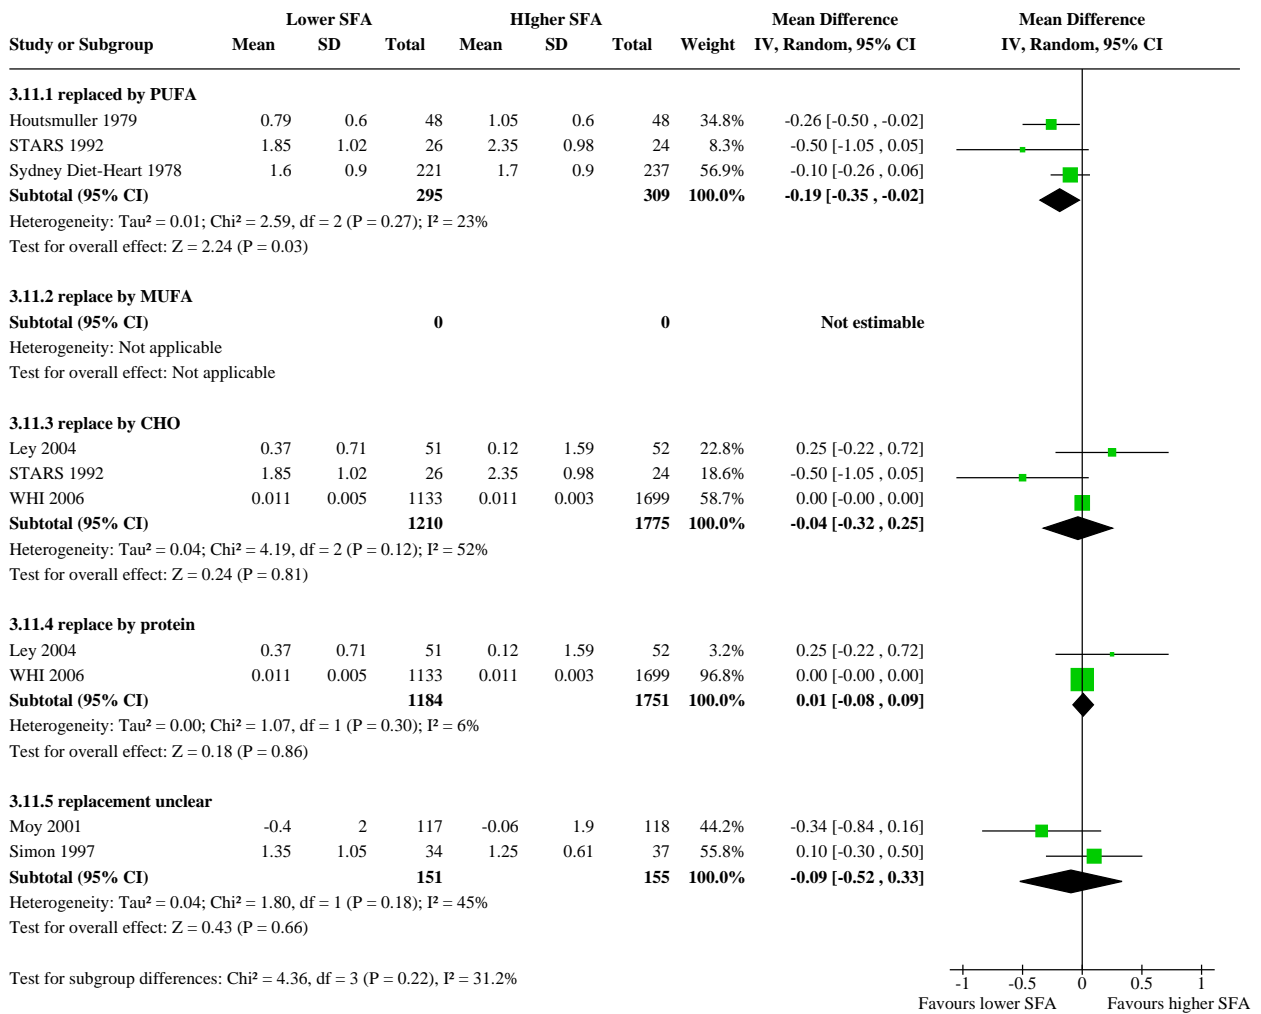 Lower SFA HIgher SFA Mean Difference Mean Difference
Study or Subgroup Mean SD Total Mean SD Total Weight IV, Random, 95% CI IV, Random, 95% CI
3.11.1 replaced by PUFA
Houtsmuller 1979 0.79 0.6 48 1.05 0.6 48 34.8% -0.26 [-0.50 , -0.02]
STARS 1992 1.85 1.02 26 2.35 0.98 24 8.3% -0.50 [-1.05 , 0.05]
Sydney Diet-Heart 1978 1.6 0.9 221 1.7 0.9 237 56.9% -0.10 [-0.26 , 0.06]
Subtotal (95% CI) 295 309 100.0% -0.19 [-0.35 , -0.02]
Heterogeneity: Tau² = 0.01; Chi² = 2.59, df = 2 (P = 0.27); I² = 23%
Test for overall effect: Z = 2.24 (P = 0.03)
3.11.2 replace by MUFA
Subtotal (95% CI) 0 0 Not estimable
Heterogeneity: Not applicable
Test for overall effect: Not applicable
3.11.3 replace by CHO
Ley 2004 0.37 0.71 51 0.12 1.59 52 22.8% 0.25 [-0.22 , 0.72]
STARS 1992 1.85 1.02 26 2.35 0.98 24 18.6% -0.50 [-1.05 , 0.05]
WHI 2006 0.011 0.005 1133 0.011 0.003 1699 58.7% 0.00 [-0.00 , 0.00]
Subtotal (95% CI) 1210 1775 100.0% -0.04 [-0.32 , 0.25]
Heterogeneity: Tau² = 0.04; Chi² = 4.19, df = 2 (P = 0.12); I² = 52%
Test for overall effect: Z = 0.24 (P = 0.81)
3.11.4 replace by protein
Ley 2004 0.37 0.71 51 0.12 1.59 52 3.2% 0.25 [-0.22 , 0.72]
WHI 2006 0.011 0.005 1133 0.011 0.003 1699 96.8% 0.00 [-0.00 , 0.00]
Subtotal (95% CI) 1184 1751 100.0% 0.01 [-0.08 , 0.09]
Heterogeneity: Tau² = 0.00; Chi² = 1.07, df = 1 (P = 0.30); I² = 6%
Test for overall effect: Z = 0.18 (P = 0.86)
3.11.5 replacement unclear
Moy 2001 -0.4 2 117 -0.06 1.9 118 44.2% -0.34 [-0.84 , 0.16]
Simon 1997 1.35 1.05 34 1.25 0.61 37 55.8% 0.10 [-0.30 , 0.50]
Subtotal (95% CI) 151 155 100.0% -0.09 [-0.52 , 0.33]
Heterogeneity: Tau² = 0.04; Chi² = 1.80, df = 1 (P = 0.18); I² = 45%
Test for overall effect: Z = 0.43 (P = 0.66)
Test for subgroup differences: Chi² = 4.36, df = 3 (P = 0.22), I² = 31.2%
-1 -0.5 0 0.5 1
Favours lower SFA Favours higher SFA